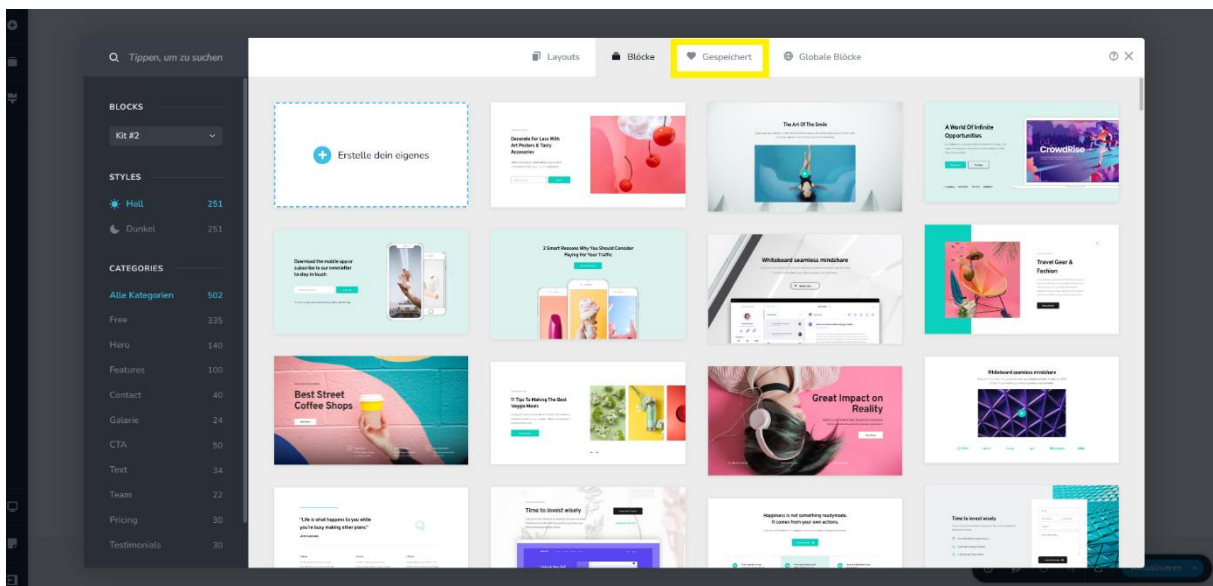 Tippen, um zu suchen
Layouts
Blöcke
Gespeichert
Globale Blöcke
BLOCKS
Kit #2
STYLES
Hell 251
Dunkel 251
CATEGORIES
Alle Kategorien 502
Free 335
Hero 140
Features 100
Contact 40
Galerie 24
CTA 50
Text 34
Team 22
Pricing 30
Testimonials 30
Erstelle dein eigenes
Decorate For Less With
Art Posters & Tasty
Accessories
The Art Of The Smile
A World Of Infinite
Opportunities
CrowdRise
Download the mobile app or
subscribe to our newsletter
to stay in touch
3 Smart Reasons Why You Should Consider
Paying For Your Traffic
Whiteboard seamless mindshare
Travel Gear &
Fashion
Best Street
Coffee Shops
11 Tips To Making The Best
Veggie Meals
Great Impact on
Reality
Whiteboard seamless mindshare
"Life is what happens to you while
you're busy making other plans."
Time to invest wisely
Happiness is not something readymade.
It comes from your own actions.
Time to invest wisely